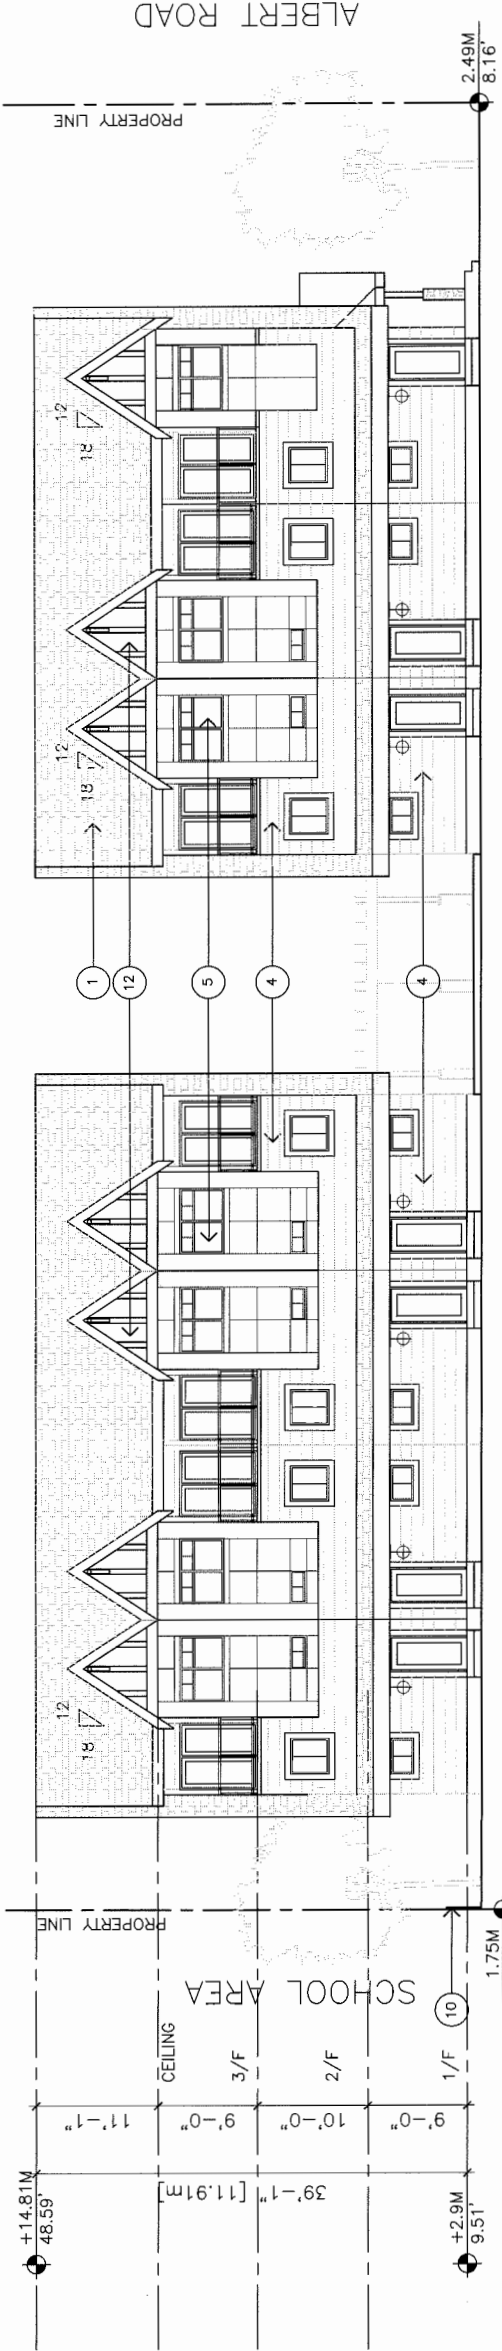 ALBERT ROAD
2.49M
8.16'
PROPERTY LINE
12
18
12
18
1
12
5
4
4
12
18
PROPERTY LINE
SCHOOL AREA
10
1.75M
CEILING
3/F
2/F
1/F
11'-1"
9'-0"
10'-0"
9'-0"
39'-1" [11.91m]
+14.81M
48.59'
+2.9M
9.51'